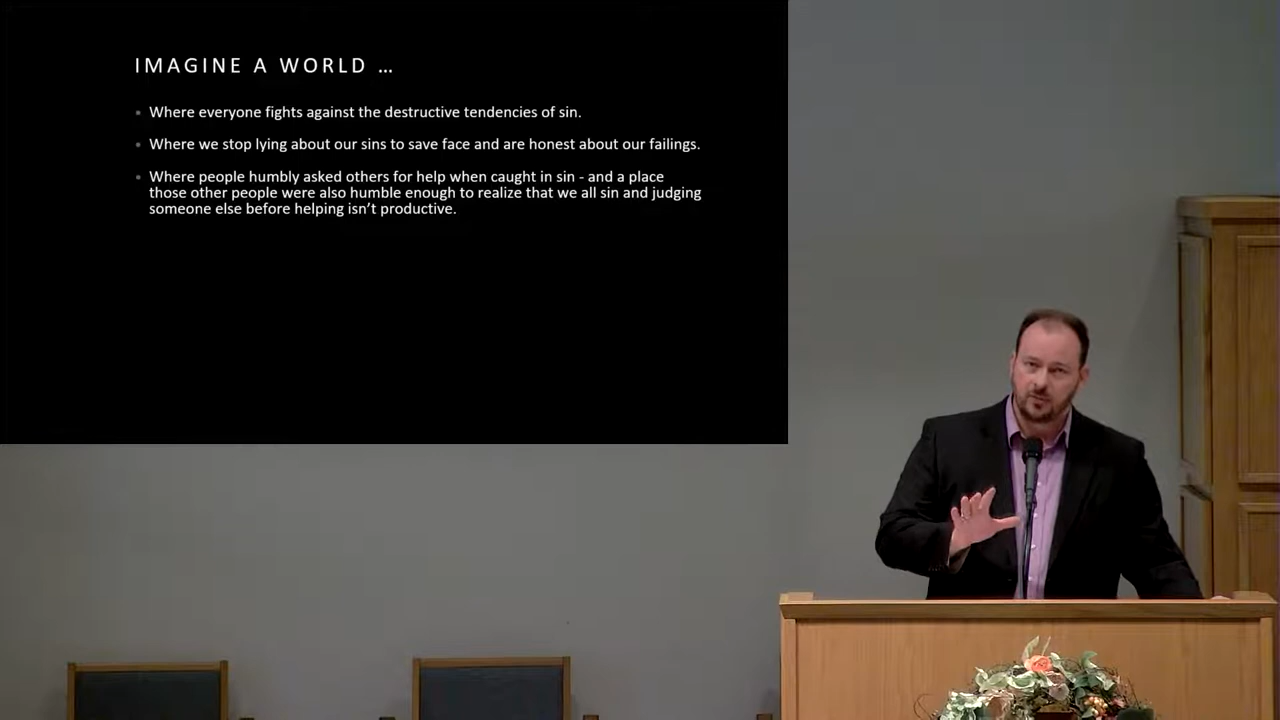 IMAGINE A WORLD …
• Where everyone fights against the destructive tendencies of sin.
• Where we stop lying about our sins to save face and are honest about our failings.
• Where people humbly asked others for help when caught in sin - and a place
those other people were also humble enough to realize that we all sin and judging
someone else before helping isn’t productive.